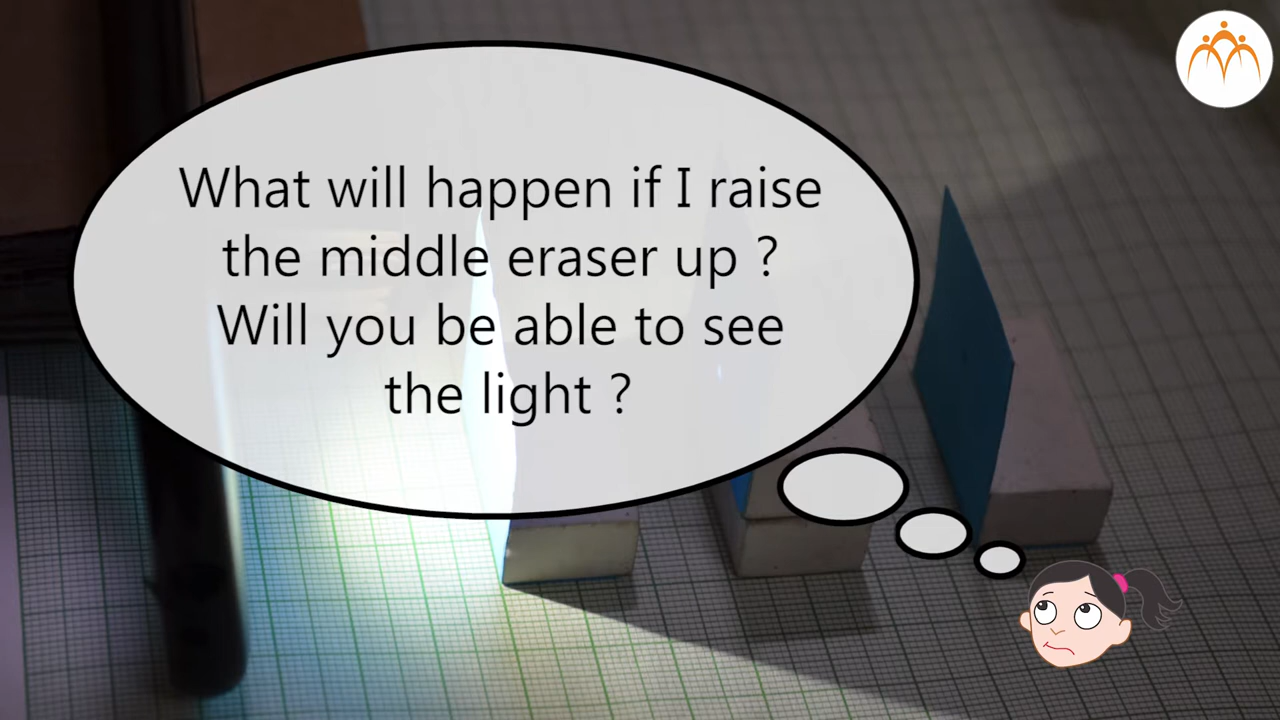 What will happen if I raise
the middle eraser up ?
Will you be able to see
the light ?